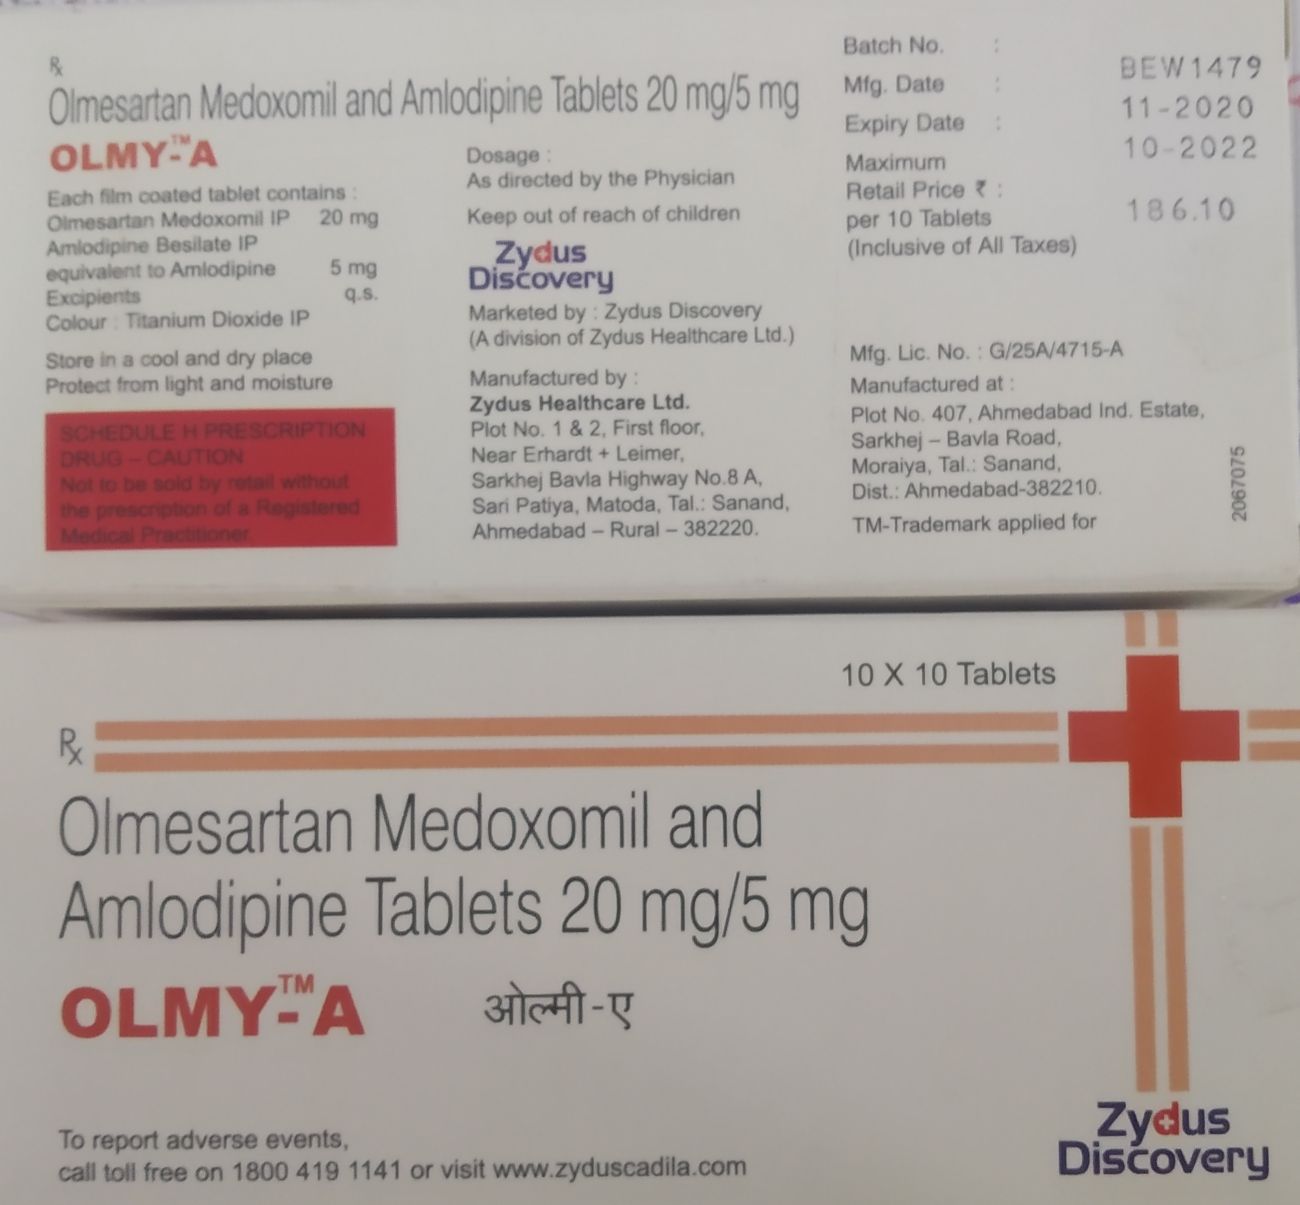 Rx
Olmesartan Medoxomil and Amlodipine Tablets 20 mg/5 mg
OLMY-™A
Each film coated tablet contains :
Olmesartan Medoxomil IP 20 mg
Amlodipine Besilate IP
equivalent to Amlodipine 5 mg
Excipients q.s.
Colour : Titanium Dioxide IP
Store in a cool and dry place
Protect from light and moisture
SCHEDULE H PRESCRIPTION
DRUG – CAUTION
Not to be sold by retail without
the prescription of a Registered
Medical Practitioner.
Dosage :
As directed by the Physician
Keep out of reach of children
Zydus
Discovery
Marketed by : Zydus Discovery
(A division of Zydus Healthcare Ltd.)
Manufactured by :
Zydus Healthcare Ltd.
Plot No. 1 & 2, First floor,
Near Erhardt + Leimer,
Sarkhej Bavla Highway No.8 A,
Sari Patiya, Matoda, Tal.: Sanand,
Ahmedabad – Rural – 382220.
Batch No. : BEW1479
Mfg. Date : 11-2020
Expiry Date : 10-2022
Maximum
Retail Price ₹ : 186.10
per 10 Tablets
(Inclusive of All Taxes)
Mfg. Lic. No. : G/25A/4715-A
Manufactured at :
Plot No. 407, Ahmedabad Ind. Estate,
Sarkhej – Bavla Road,
Moraiya, Tal.: Sanand,
Dist.: Ahmedabad-382210.
TM-Trademark applied for
2067075
10 X 10 Tablets
Rx
Olmesartan Medoxomil and
Amlodipine Tablets 20 mg/5 mg
OLMY-™A ओल्मी-ए
To report adverse events,
call toll free on 1800 419 1141 or visit www.zyduscadila.com
Zydus
Discovery